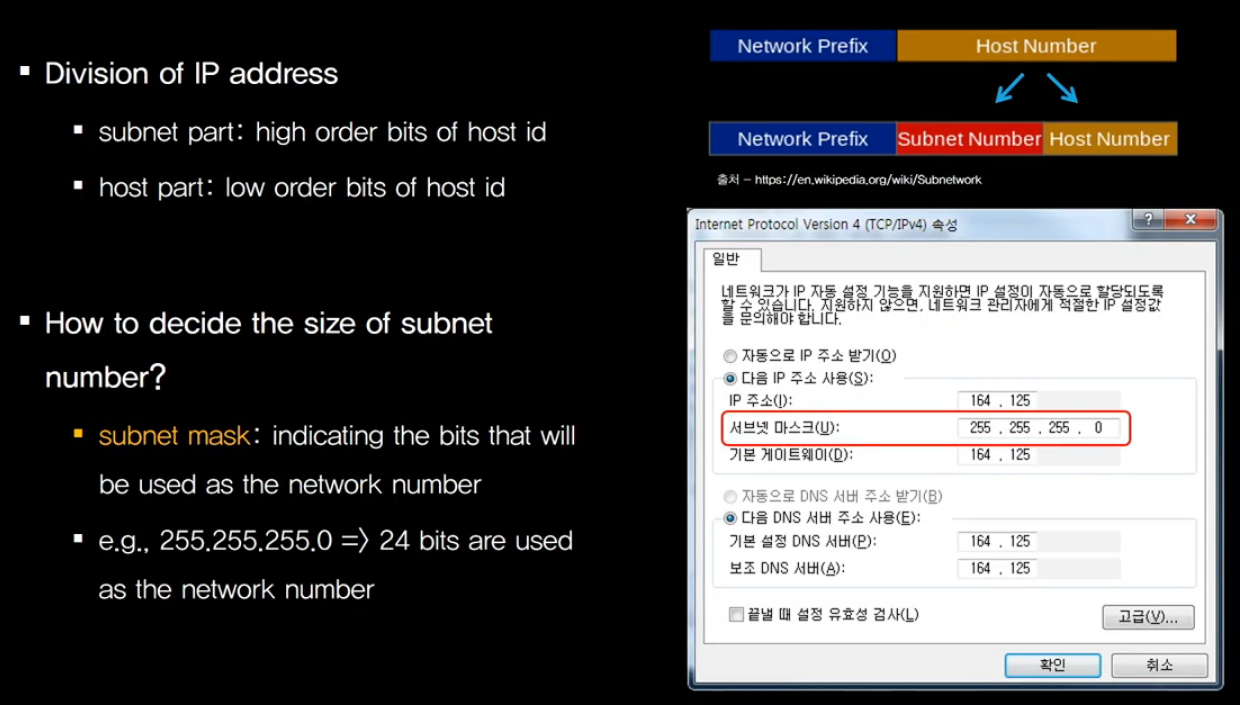 Division of IP address
subnet part: high order bits of host id
host part: low order bits of host id
How to decide the size of subnet
number?
subnet mask: indicating the bits that will
be used as the network number
e.g., 255.255.255.0 => 24 bits are used
as the network number
Network Prefix Host Number
Network Prefix Subnet Number Host Number
출처 – https://en.wikipedia.org/wiki/Subnetwork
Internet Protocol Version 4 (TCP/IPv4) 속성
? X
일반
네트워크가 IP 자동 설정 기능을 지원하면 IP 설정이 자동으로 할당되도록
할 수 있습니다. 지원하지 않으면, 네트워크 관리자에게 적절한 IP 설정값
을 문의해야 합니다.
자동으로 IP 주소 받기(O)
다음 IP 주소 사용(S):
IP 주소(I): 164 . 125
서브넷 마스크(U): 255 . 255 . 255 . 0
기본 게이트웨이(D): 164 . 125
자동으로 DNS 서버 주소 받기(B)
다음 DNS 서버 주소 사용(E):
기본 설정 DNS 서버(P): 164 . 125
보조 DNS 서버(A): 164 . 125
끝낼 때 설정 유효성 검사(L)
고급(V)...
확인 취소